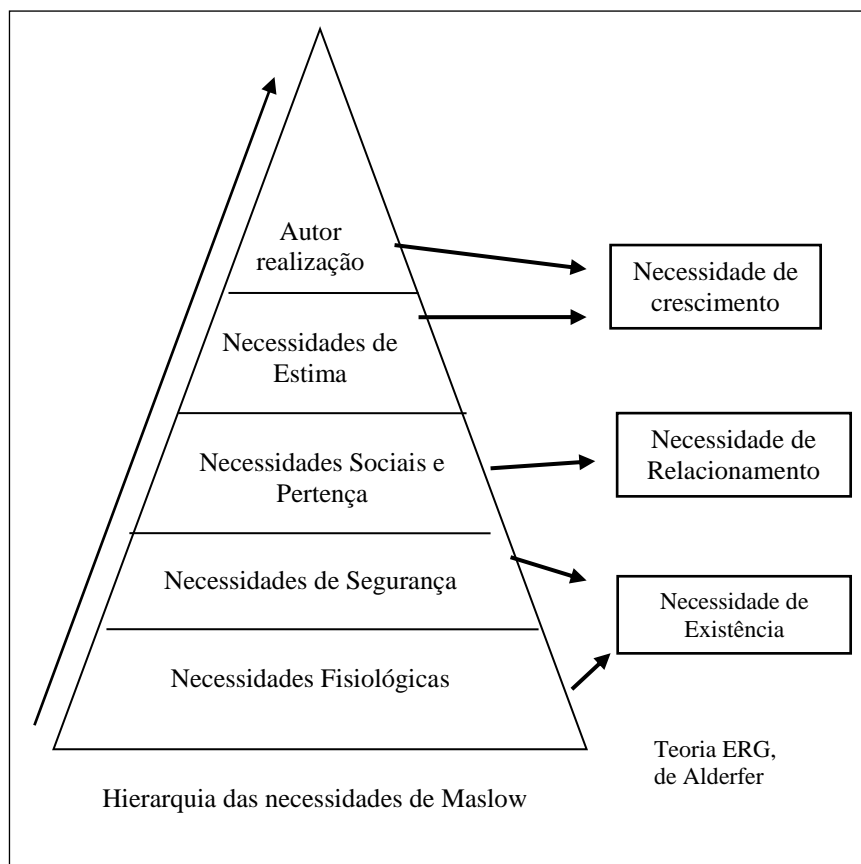 Autor
realização
Necessidade de
crescimento
Necessidades de
Estima
Necessidades Sociais e
Pertença
Necessidade de
Relacionamento
Necessidades de Segurança
Necessidade de
Existência
Necessidades Fisiológicas
Teoria ERG,
de Alderfer
Hierarquia das necessidades de Maslow